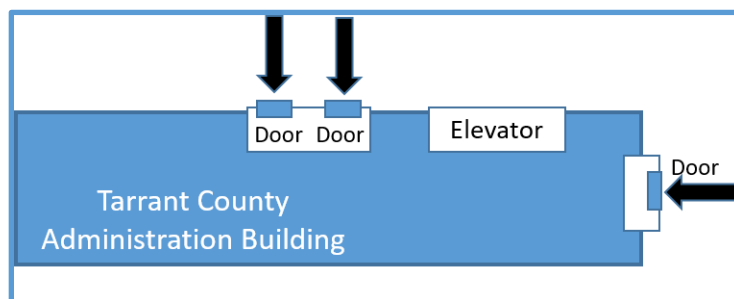 Door Door
Elevator
Door
Tarrant County
Administration Building